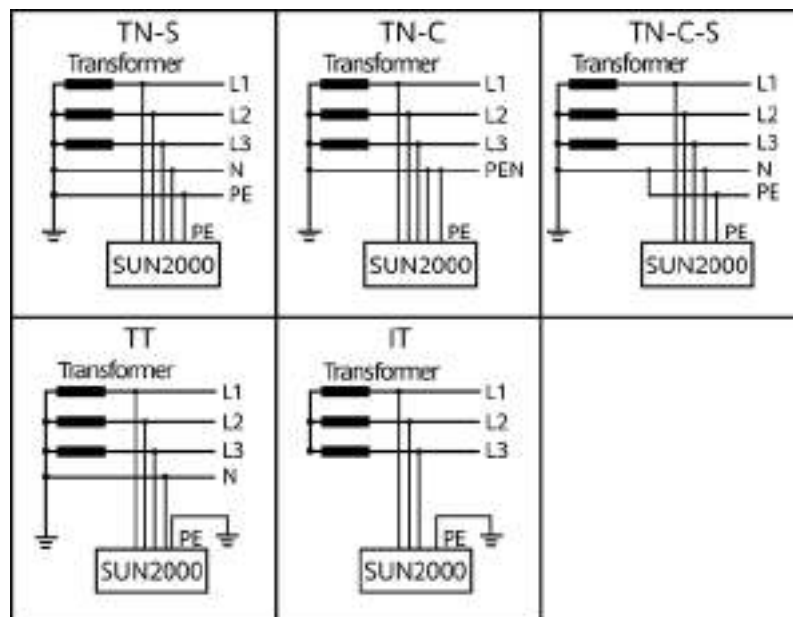 TN-S
Transformer
L1
L2
L3
N
PE
PE
SUN2000
TN-C
Transformer
L1
L2
L3
PEN
PE
SUN2000
TN-C-S
Transformer
L1
L2
L3
N
PE
PE
SUN2000
TT
Transformer
L1
L2
L3
N
PE
SUN2000
IT
Transformer
L1
L2
L3
PE
SUN2000